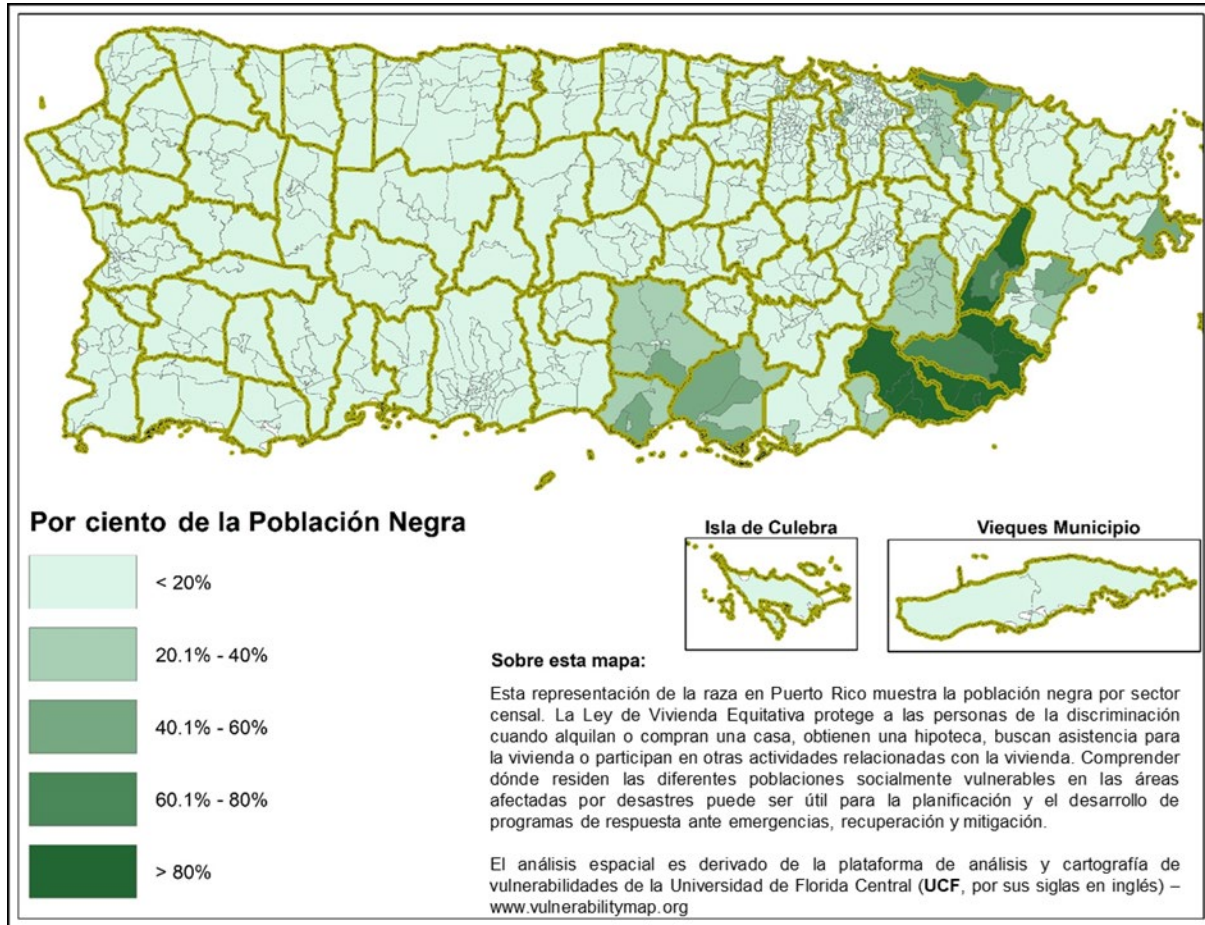 Por ciento de la Población Negra
< 20%
20.1% - 40%
40.1% - 60%
60.1% - 80%
> 80%
Isla de Culebra
Vieques Municipio
Sobre esta mapa:
Esta representación de la raza en Puerto Rico muestra la población negra por sector
censal. La Ley de Vivienda Equitativa protege a las personas de la discriminación
cuando alquilan o compran una casa, obtienen una hipoteca, buscan asistencia para
la vivienda o participan en otras actividades relacionadas con la vivienda. Comprender
dónde residen las diferentes poblaciones socialmente vulnerables en las áreas
afectadas por desastres puede ser útil para la planificación y el desarrollo de
programas de respuesta ante emergencias, recuperación y mitigación.
El análisis espacial es derivado de la plataforma de análisis y cartografía de
vulnerabilidades de la Universidad de Florida Central (UCF, por sus siglas en inglés) –
www.vulnerabilitymap.org